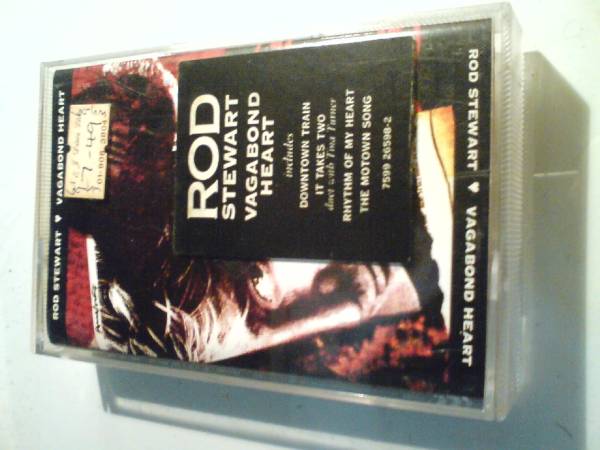 ROD
STEWART
VAGABOND
HEART
includes
DOWNTOWN TRAIN
IT TAKES TWO
duet with Tina Turner
RHYTHM OF MY HEART
THE MOTOWN SONG
7599 26598-2
ROD STEWART ♥ VAGABOND HEART
ROD STEWART ♥ VAGABOND HEART